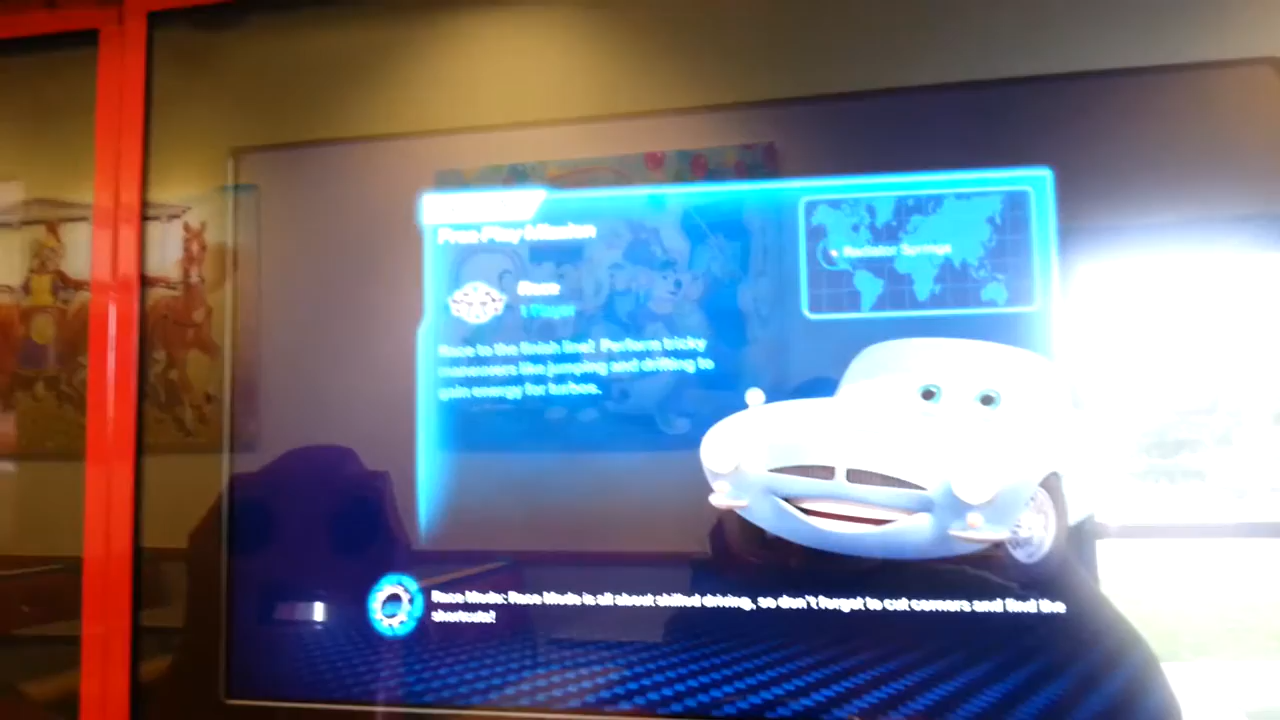 Free Play Mission
Radiator Springs
Race
1 Player
Race to the finish line! Perform tricky
maneuvers like jumping and drifting to
gain energy for turbos.
Race Mode: Race Mode is all about skilled driving, so don't forget to cut corners and find the
shortcuts!